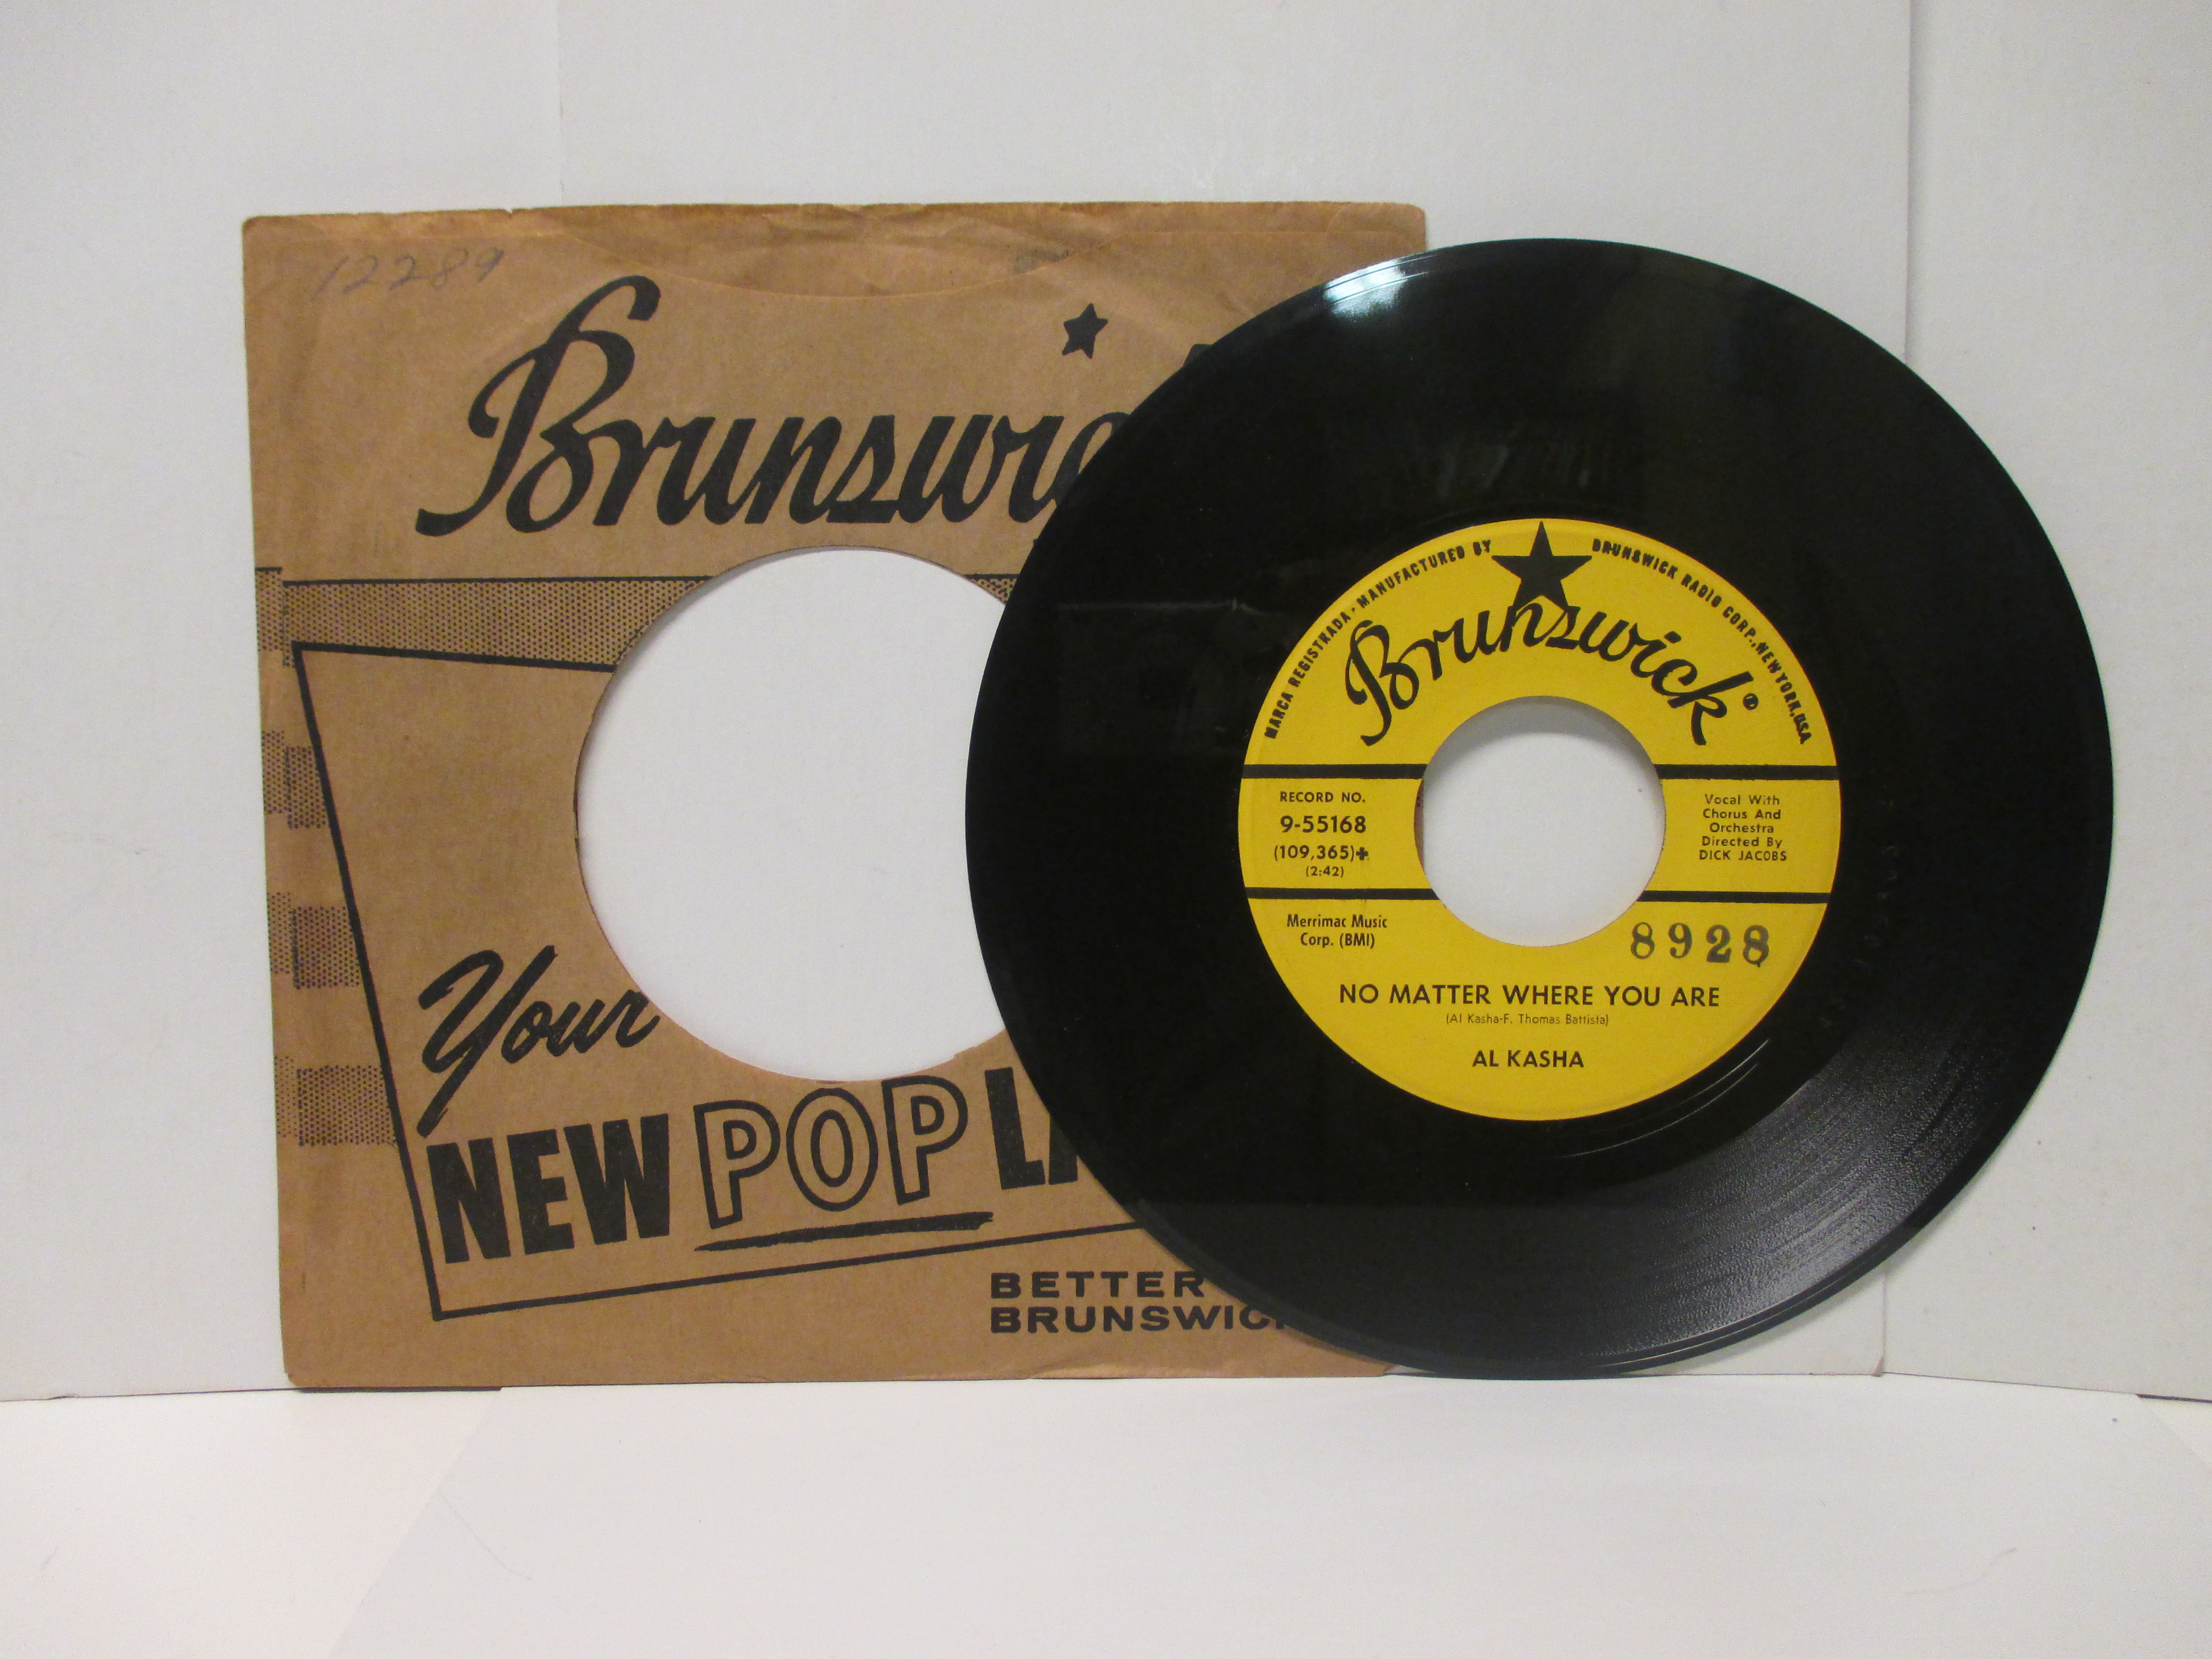 12289
Brunswic
Your
NEW POP
BETTER
BRUNSWICK
MARCA REGISTRADA • MANUFACTURED BY BRUNSWICK RADIO CORP., NEW YORK, USA
Brunswick®
RECORD NO.
9-55168
(109,365)✚
(2:42)
Vocal With
Chorus And
Orchestra
Directed By
DICK JACOBS
Merrimac Music
Corp. (BMI)
8928
NO MATTER WHERE YOU ARE
(Al Kasha-F. Thomas Battista)
AL KASHA